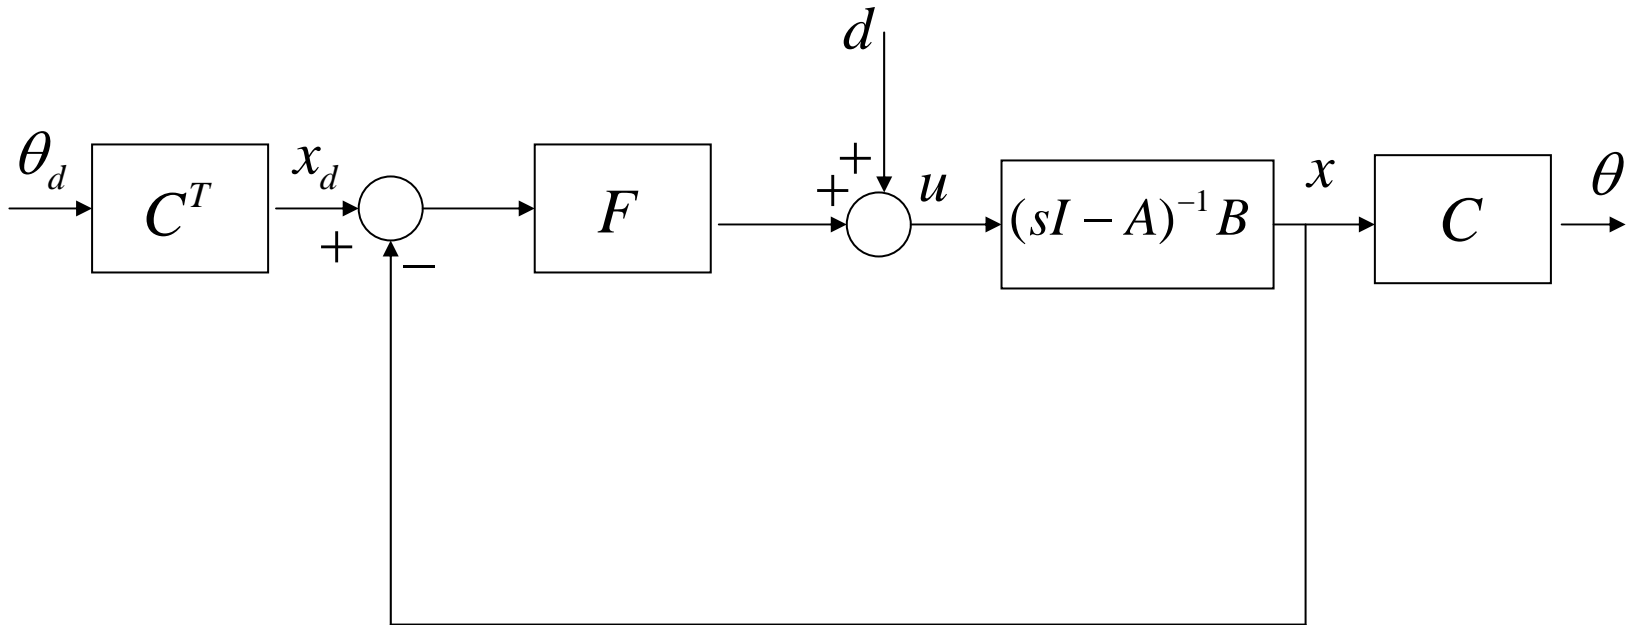 d
θ_d
C^T
x_d
+
−
F
+
+
u
(sI − A)^{−1} B
x
C
θ